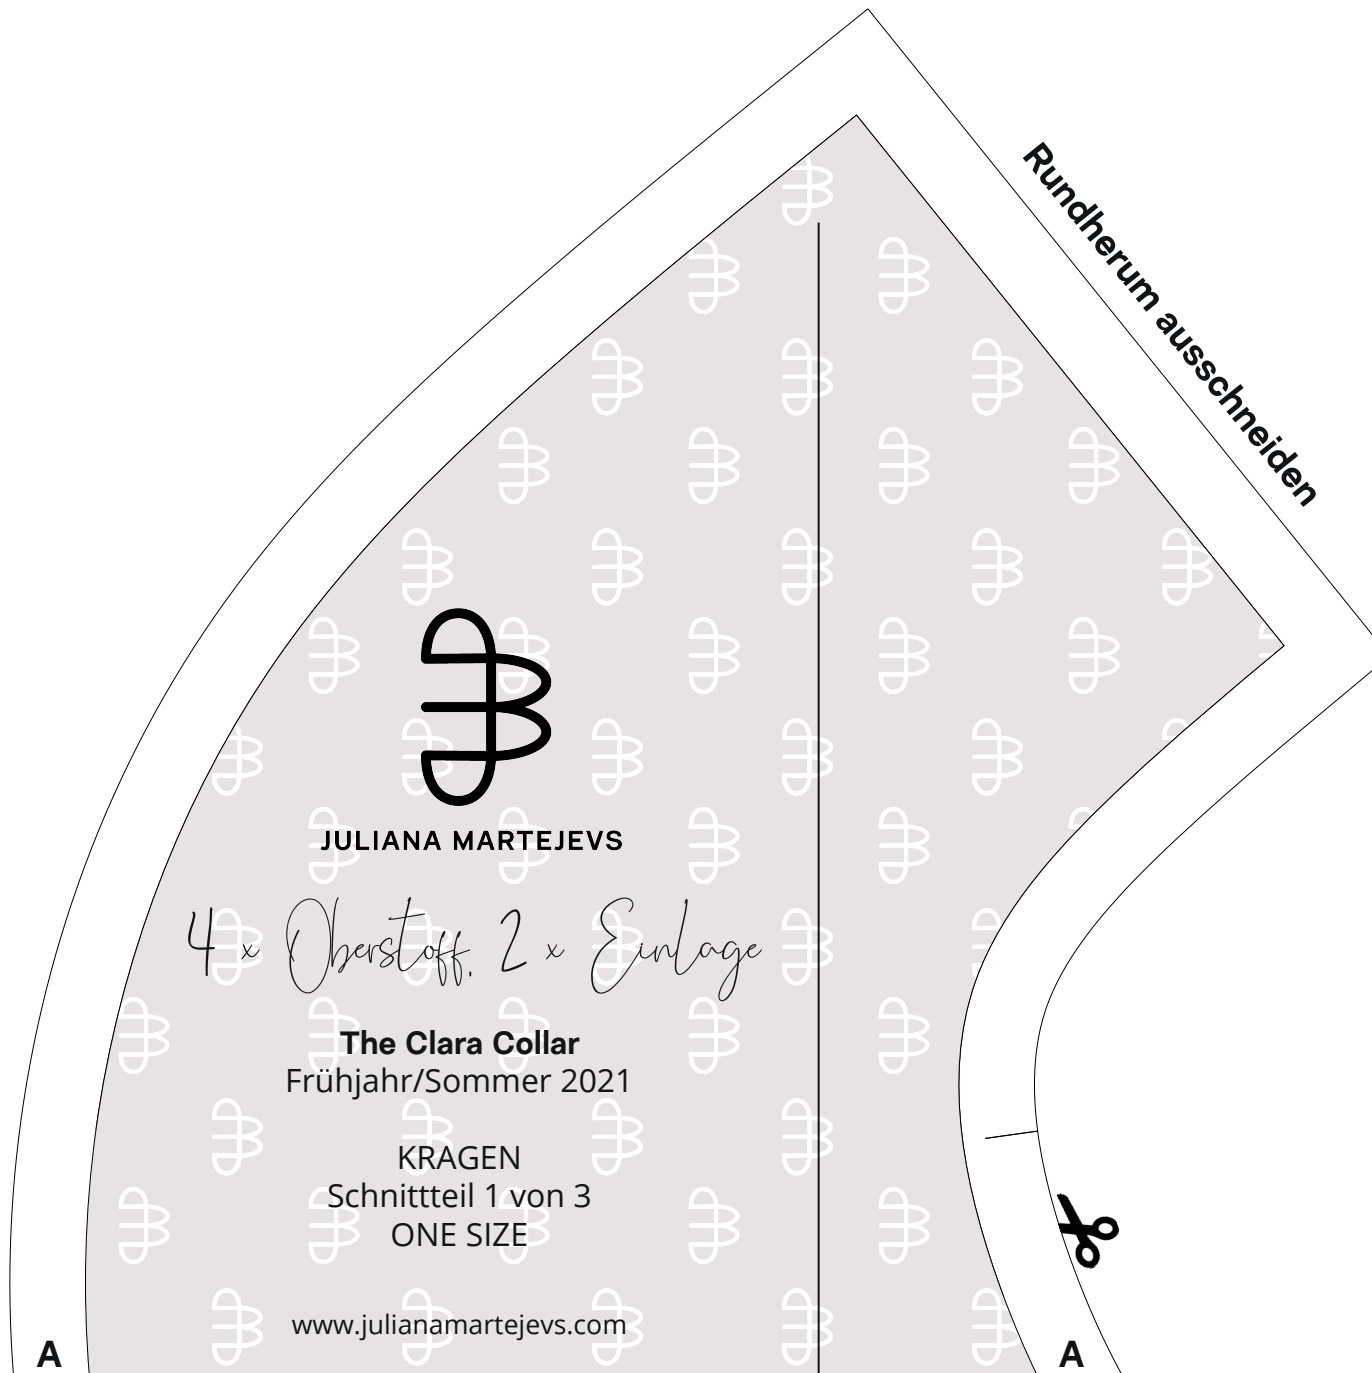 Rundherum ausschneiden
JULIANA MARTEJEVS
4 x Oberstoff, 2 x Einlage
The Clara Collar
Frühjahr/Sommer 2021
KRAGEN
Schnittteil 1 von 3
ONE SIZE
www.julianamartejevs.com
A
A